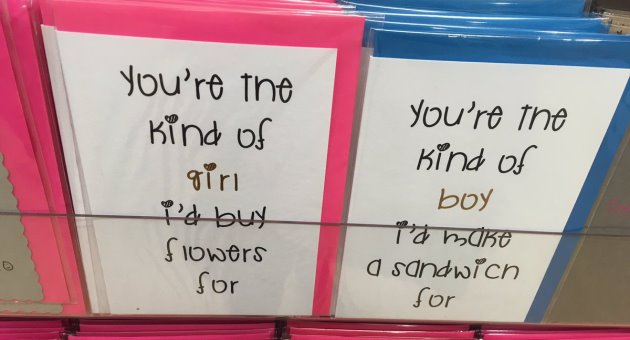 You're the
kind of
girl
i'd buy
flowers
for
You're the
kind of
boy
i'd make
a sandwich
for